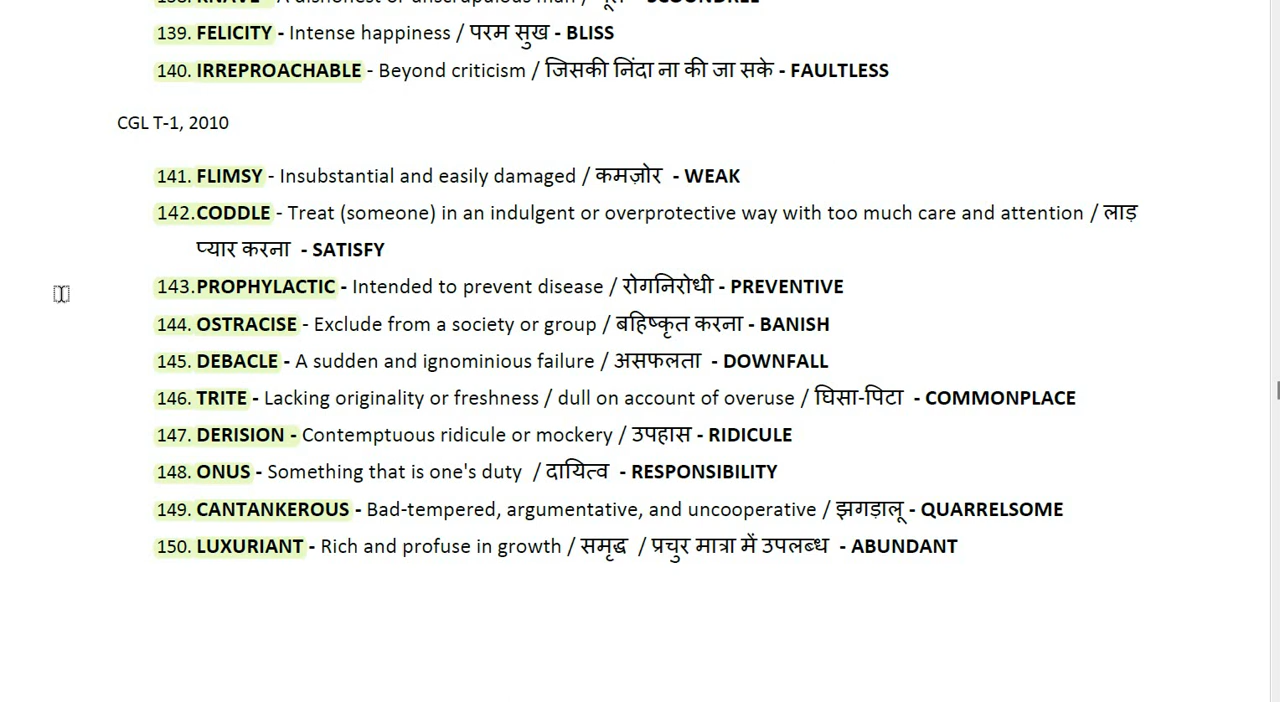 139. FELICITY - Intense happiness / परम सुख - BLISS
140. IRREPROACHABLE - Beyond criticism / जिसकी निंदा ना की जा सके - FAULTLESS
CGL T-1, 2010
141. FLIMSY - Insubstantial and easily damaged / कमज़ोर - WEAK
142.CODDLE - Treat (someone) in an indulgent or overprotective way with too much care and attention / लाड़
प्यार करना - SATISFY
143.PROPHYLACTIC - Intended to prevent disease / रोगनिरोधी - PREVENTIVE
144. OSTRACISE - Exclude from a society or group / बहिष्कृत करना - BANISH
145. DEBACLE - A sudden and ignominious failure / असफलता - DOWNFALL
146. TRITE - Lacking originality or freshness / dull on account of overuse / घिसा-पिटा - COMMONPLACE
147. DERISION - Contemptuous ridicule or mockery / उपहास - RIDICULE
148. ONUS - Something that is one's duty / दायित्व - RESPONSIBILITY
149. CANTANKEROUS - Bad-tempered, argumentative, and uncooperative / झगड़ालू - QUARRELSOME
150. LUXURIANT - Rich and profuse in growth / समृद्ध / प्रचुर मात्रा में उपलब्ध - ABUNDANT